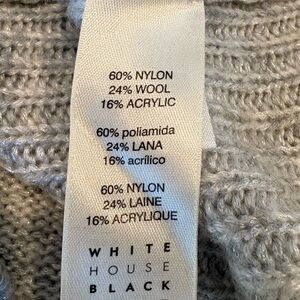 60% NYLON
24% WOOL
16% ACRYLIC
60% poliamida
24% LANA
16% acrílico
60% NYLON
24% LAINE
16% ACRYLIQUE
WHITE
HOUSE
BLACK